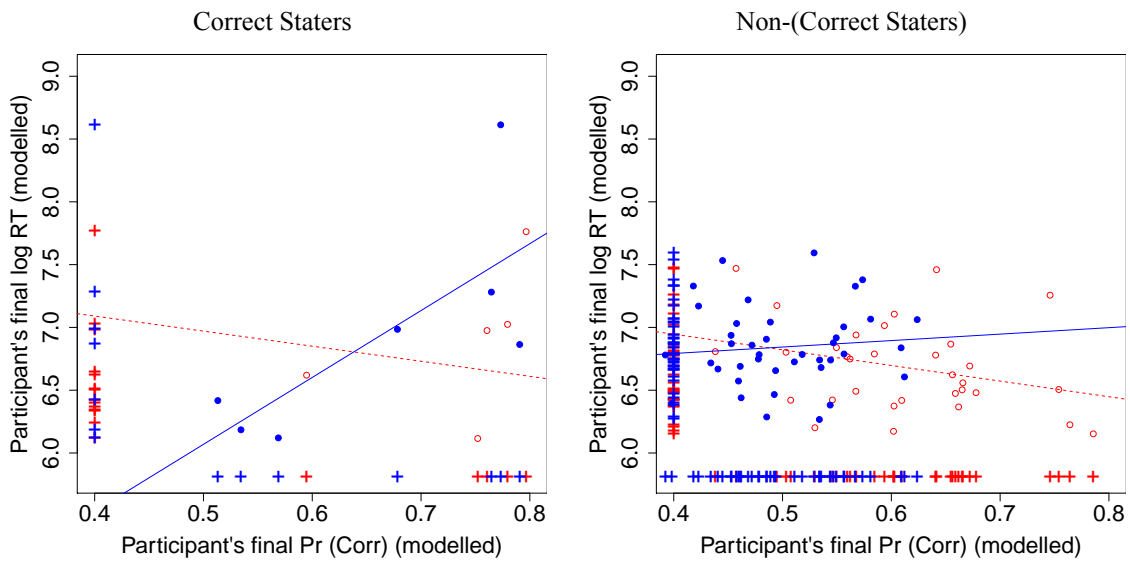 Correct Staters
Non-(Correct Staters)
Participant's final log RT (modelled)
9.0
8.5
8.0
7.5
7.0
6.5
6.0
0.4 0.5 0.6 0.7 0.8
Participant's final Pr (Corr) (modelled)
Participant's final log RT (modelled)
9.0
8.5
8.0
7.5
7.0
6.5
6.0
0.4 0.5 0.6 0.7 0.8
Participant's final Pr (Corr) (modelled)